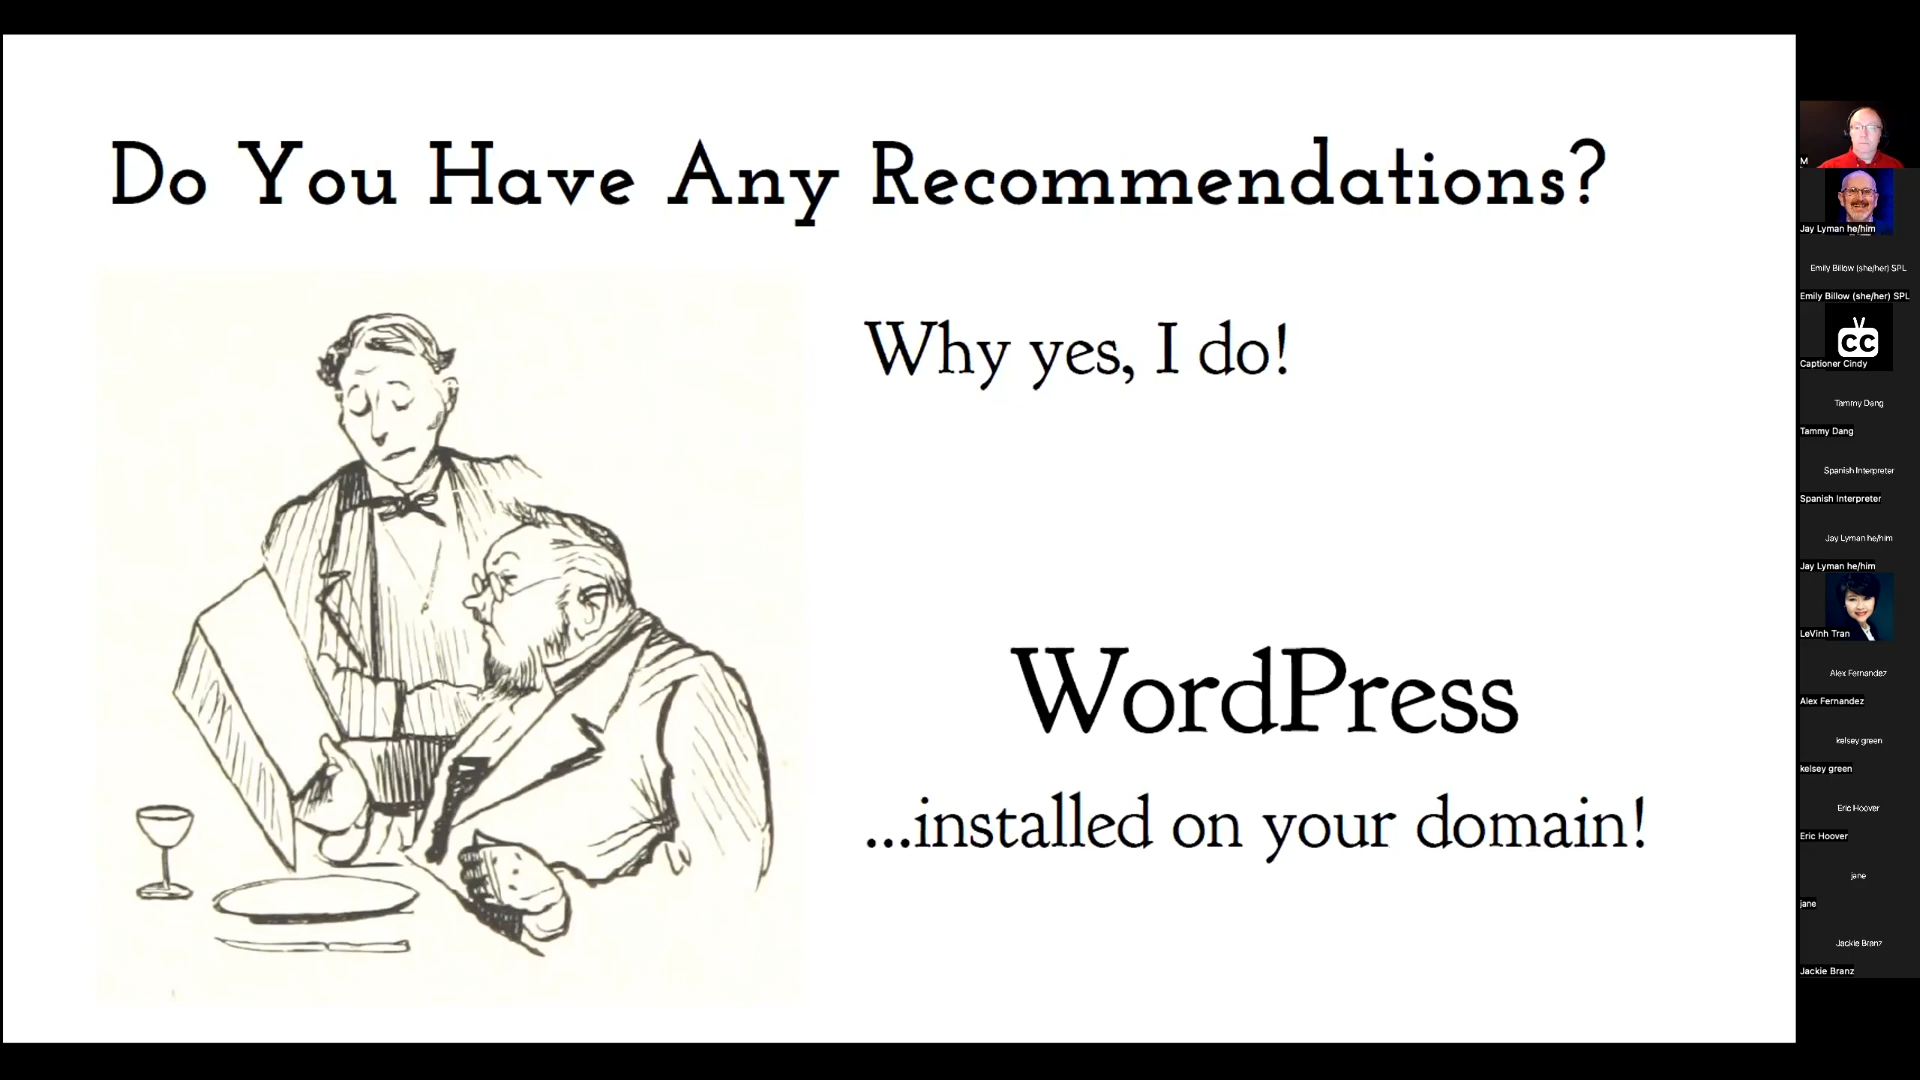 Do You Have Any Recommendations?
Why yes, I do!
WordPress
...installed on your domain!
M
Jay Lyman he/him
Emily Billow (she/her) SPL
Emily Billow (she/her) SPL
CC
Captioner Cindy
Tammy Dang
Tammy Dang
Spanish Interpreter
Spanish Interpreter
Jay Lyman he/him
Jay Lyman he/him
LeVinh Tran
Alex Fernandez
Alex Fernandez
kelsey green
kelsey green
Eric Hoover
Eric Hoover
jane
jane
Jackie Branz
Jackie Branz